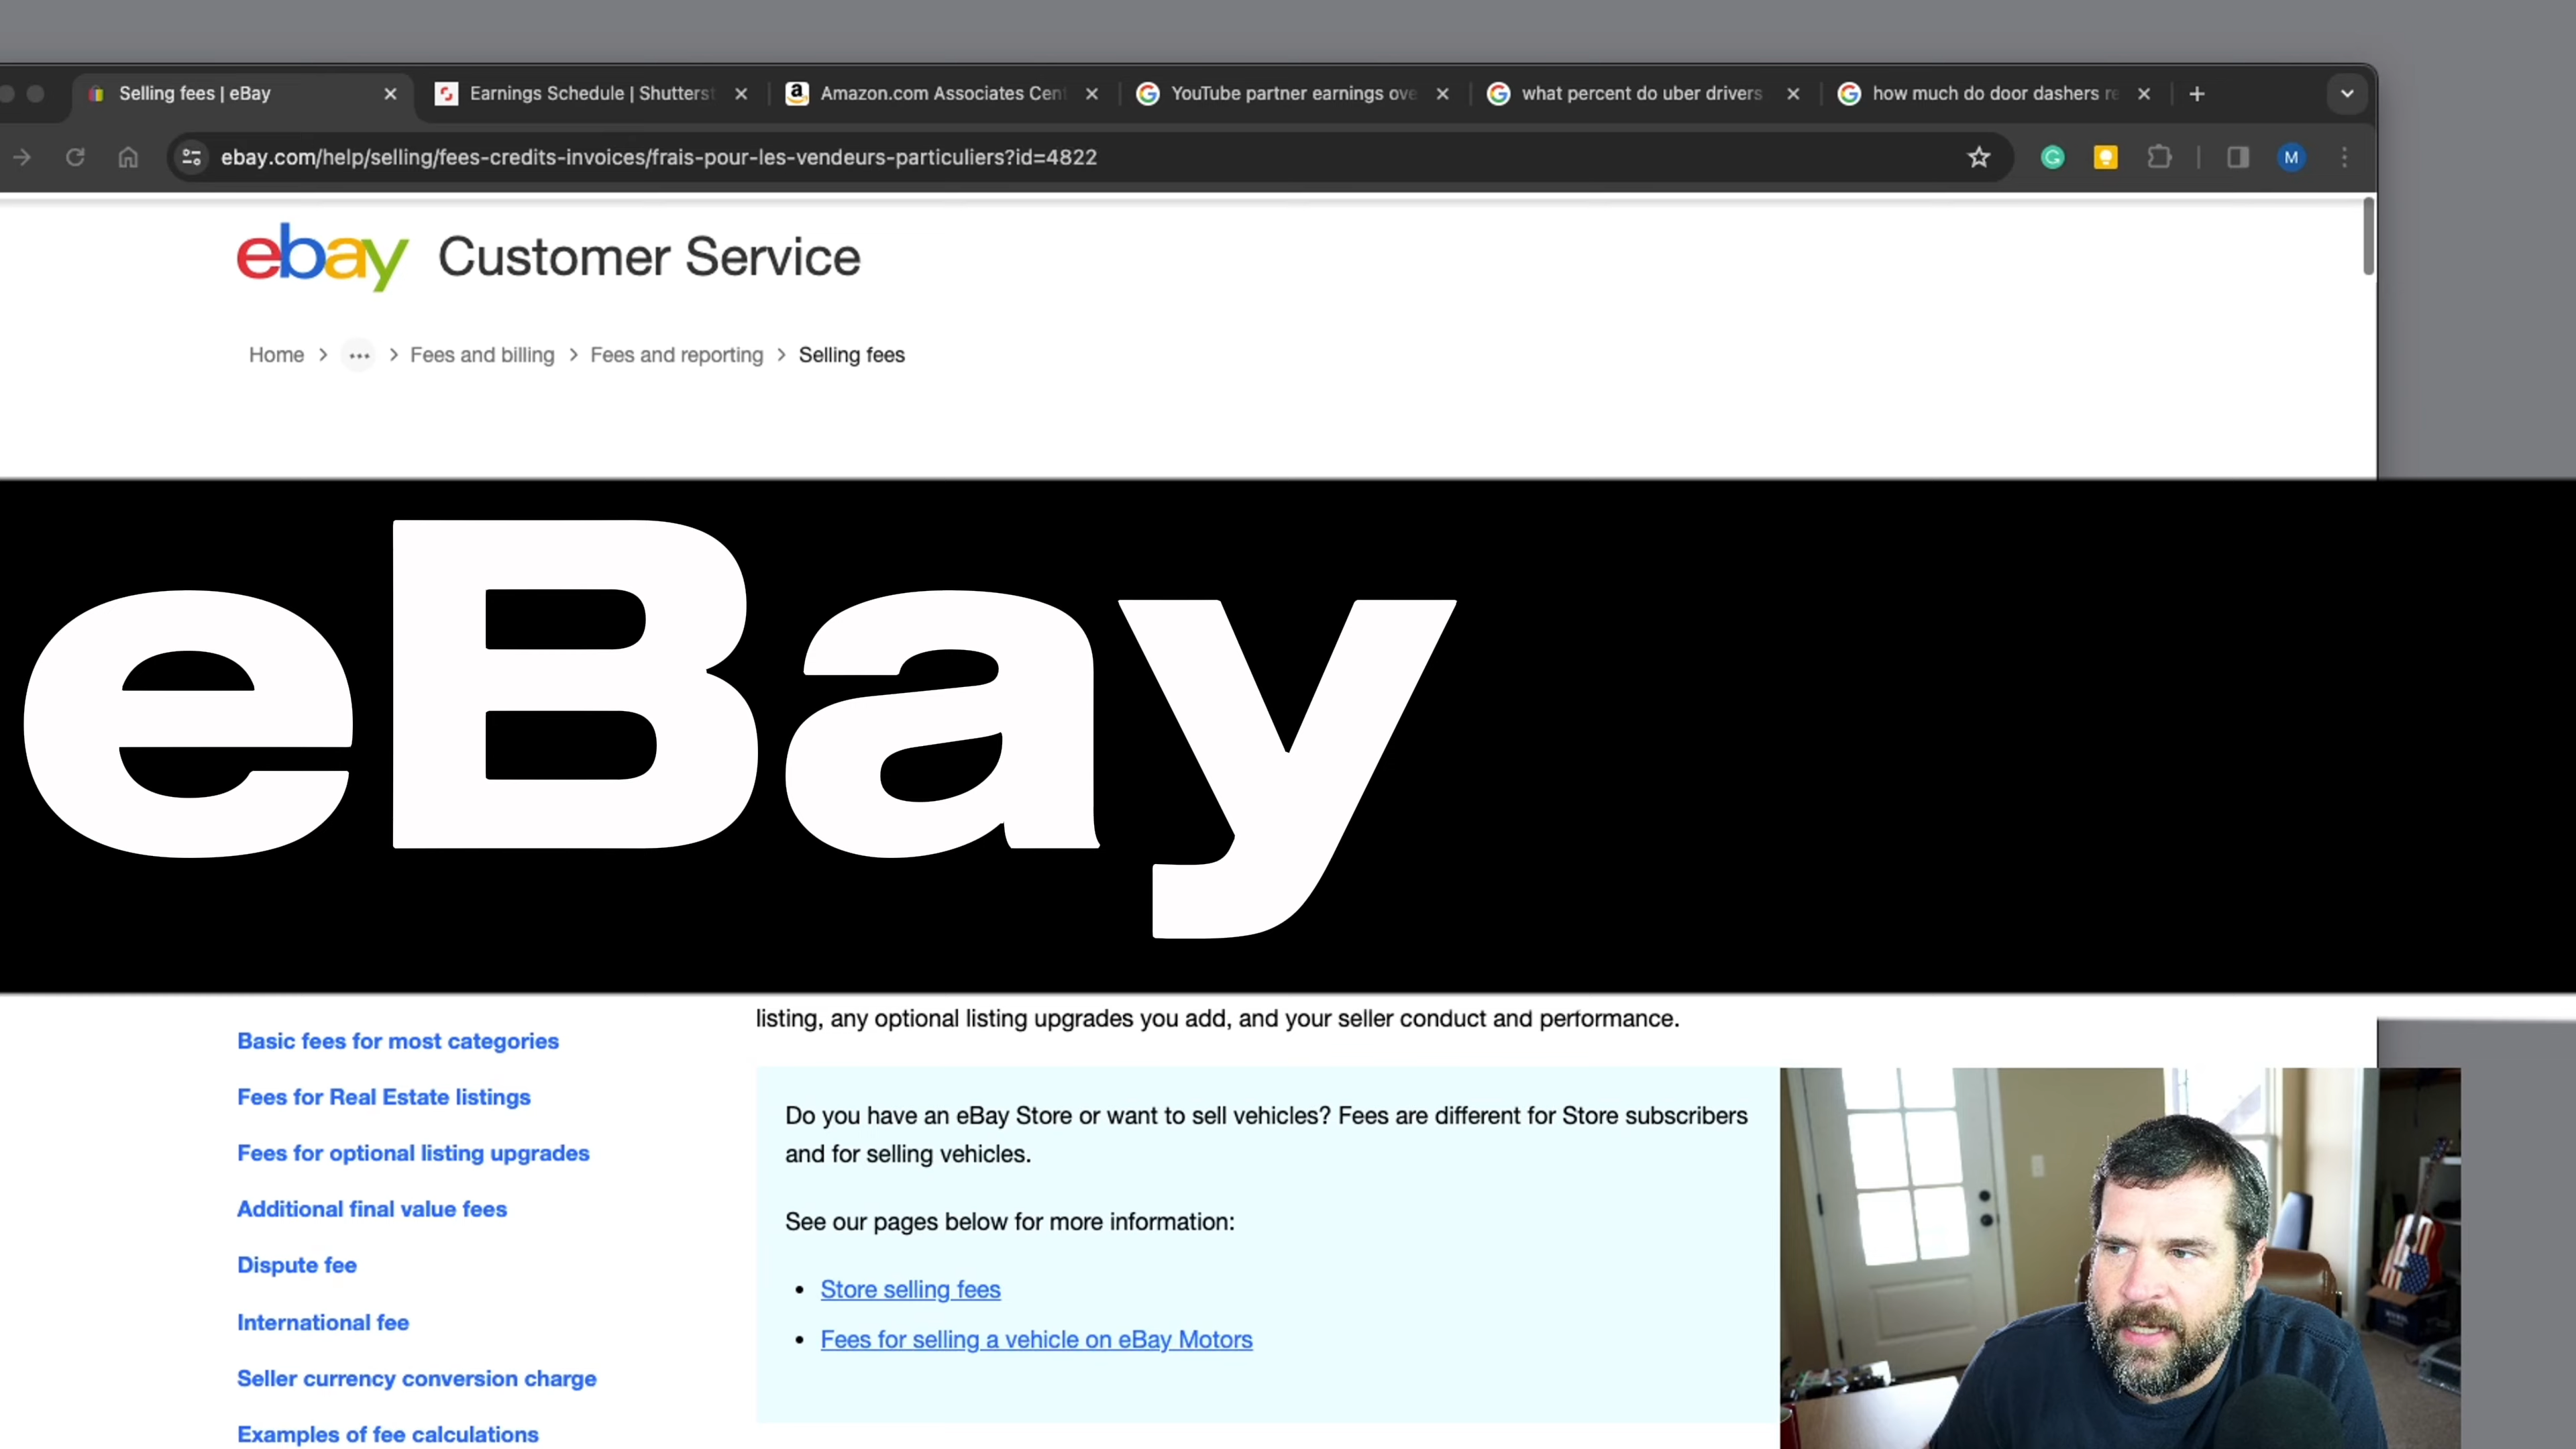 Selling fees | eBay
Earnings Schedule | Shutterst
Amazon.com Associates Cent
YouTube partner earnings ove
what percent do uber drivers
how much do door dashers re
ebay.com/help/selling/fees-credits-invoices/frais-pour-les-vendeurs-particuliers?id=4822
M
ebay Customer Service
Home > ... > Fees and billing > Fees and reporting > Selling fees
eBay
listing, any optional listing upgrades you add, and your seller conduct and performance.
Basic fees for most categories
Fees for Real Estate listings
Fees for optional listing upgrades
Additional final value fees
Dispute fee
International fee
Seller currency conversion charge
Examples of fee calculations
Do you have an eBay Store or want to sell vehicles? Fees are different for Store subscribers
and for selling vehicles.
See our pages below for more information:
• Store selling fees
• Fees for selling a vehicle on eBay Motors